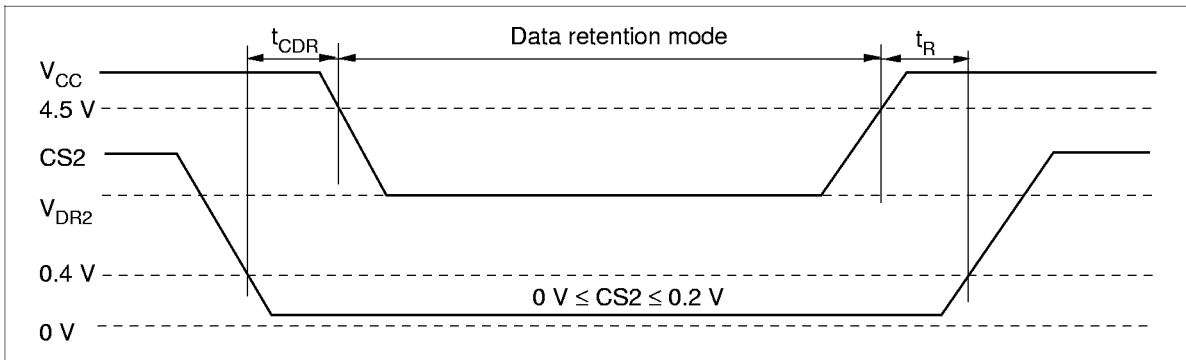 tCDR Data retention mode tR
VCC
4.5 V
CS2
VDR2
0.4 V
0 V ≤ CS2 ≤ 0.2 V
0 V